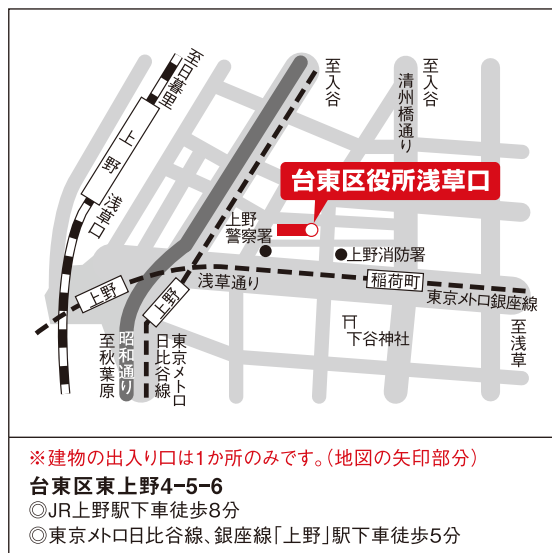 至日暮里
上野
浅草口
至入谷
清州橋通り
至入谷
台東区役所浅草口
上野
警察署
上野消防署
上野
上野
浅草通り
稲荷町
東京メトロ銀座線
下谷神社
至浅草
昭和通り
至秋葉原
東京メトロ
日比谷線
※建物の出入り口は1か所のみです。(地図の矢印部分)
台東区東上野4-5-6
◎JR上野駅下車徒歩8分
◎東京メトロ日比谷線、銀座線「上野」駅下車徒歩5分